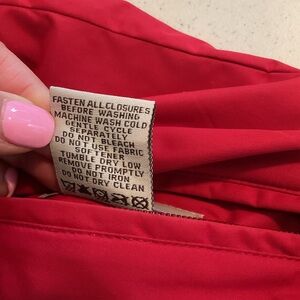 FASTEN ALL CLOSURES
BEFORE WASHING
MACHINE WASH COLD
GENTLE CYCLE
SEPARATELY
DO NOT BLEACH
DO NOT USE FABRIC
SOFTENER
TUMBLE DRY LOW
REMOVE PROMPTLY
DO NOT IRON
DO NOT DRY CLEAN